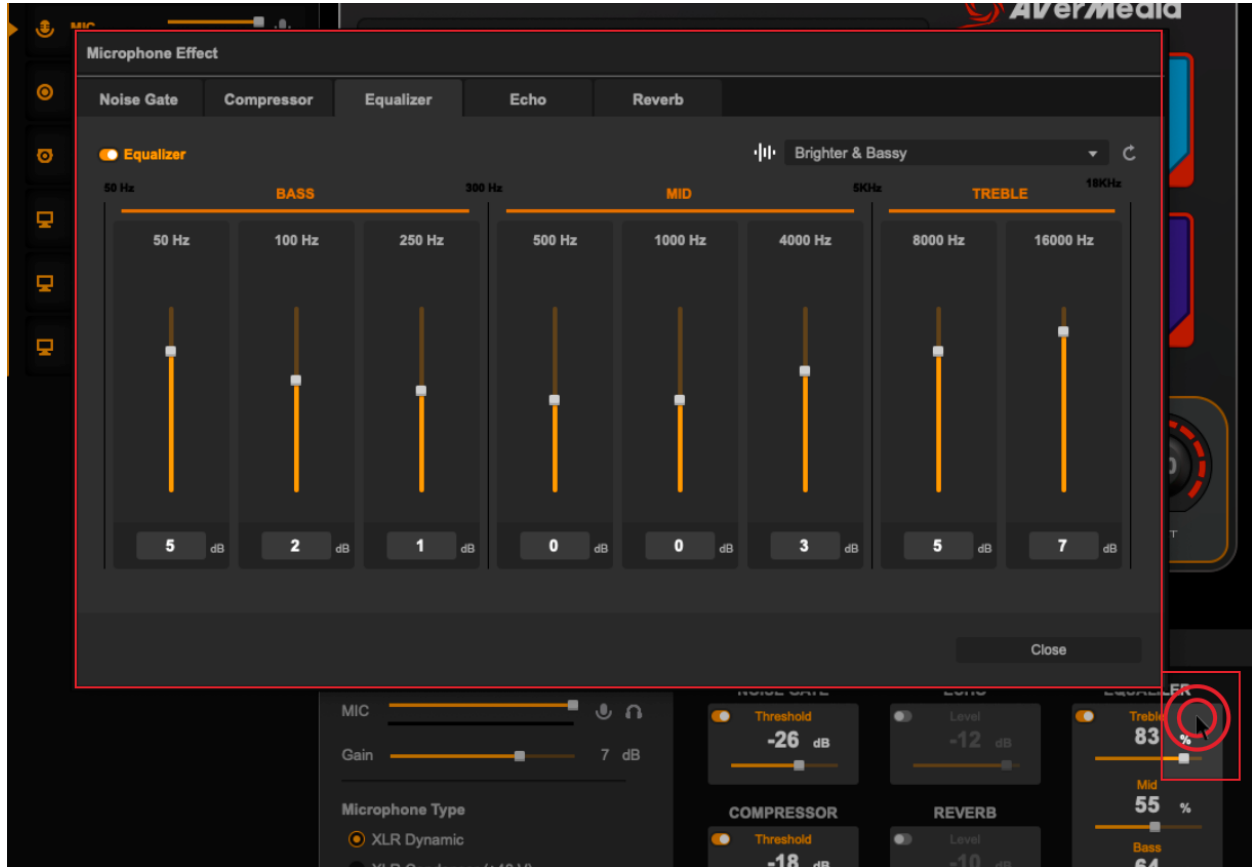 MIC
AVerMedia
Microphone Effect
Noise Gate Compressor Equalizer Echo Reverb
Equalizer Brighter & Bassy
50 Hz BASS 300 Hz MID 5KHz TREBLE 18KHz
50 Hz 100 Hz 250 Hz 500 Hz 1000 Hz 4000 Hz 8000 Hz 16000 Hz
5 dB 2 dB 1 dB 0 dB 0 dB 3 dB 5 dB 7 dB
Close
NOISE GATE ECHO EQUALIZER
MIC Threshold Level Treble
-26 dB -12 dB 83 %
Gain 7 dB
Mid
55 %
Microphone Type COMPRESSOR REVERB
XLR Dynamic Threshold Level Bass
-18 dB -10 dB 64